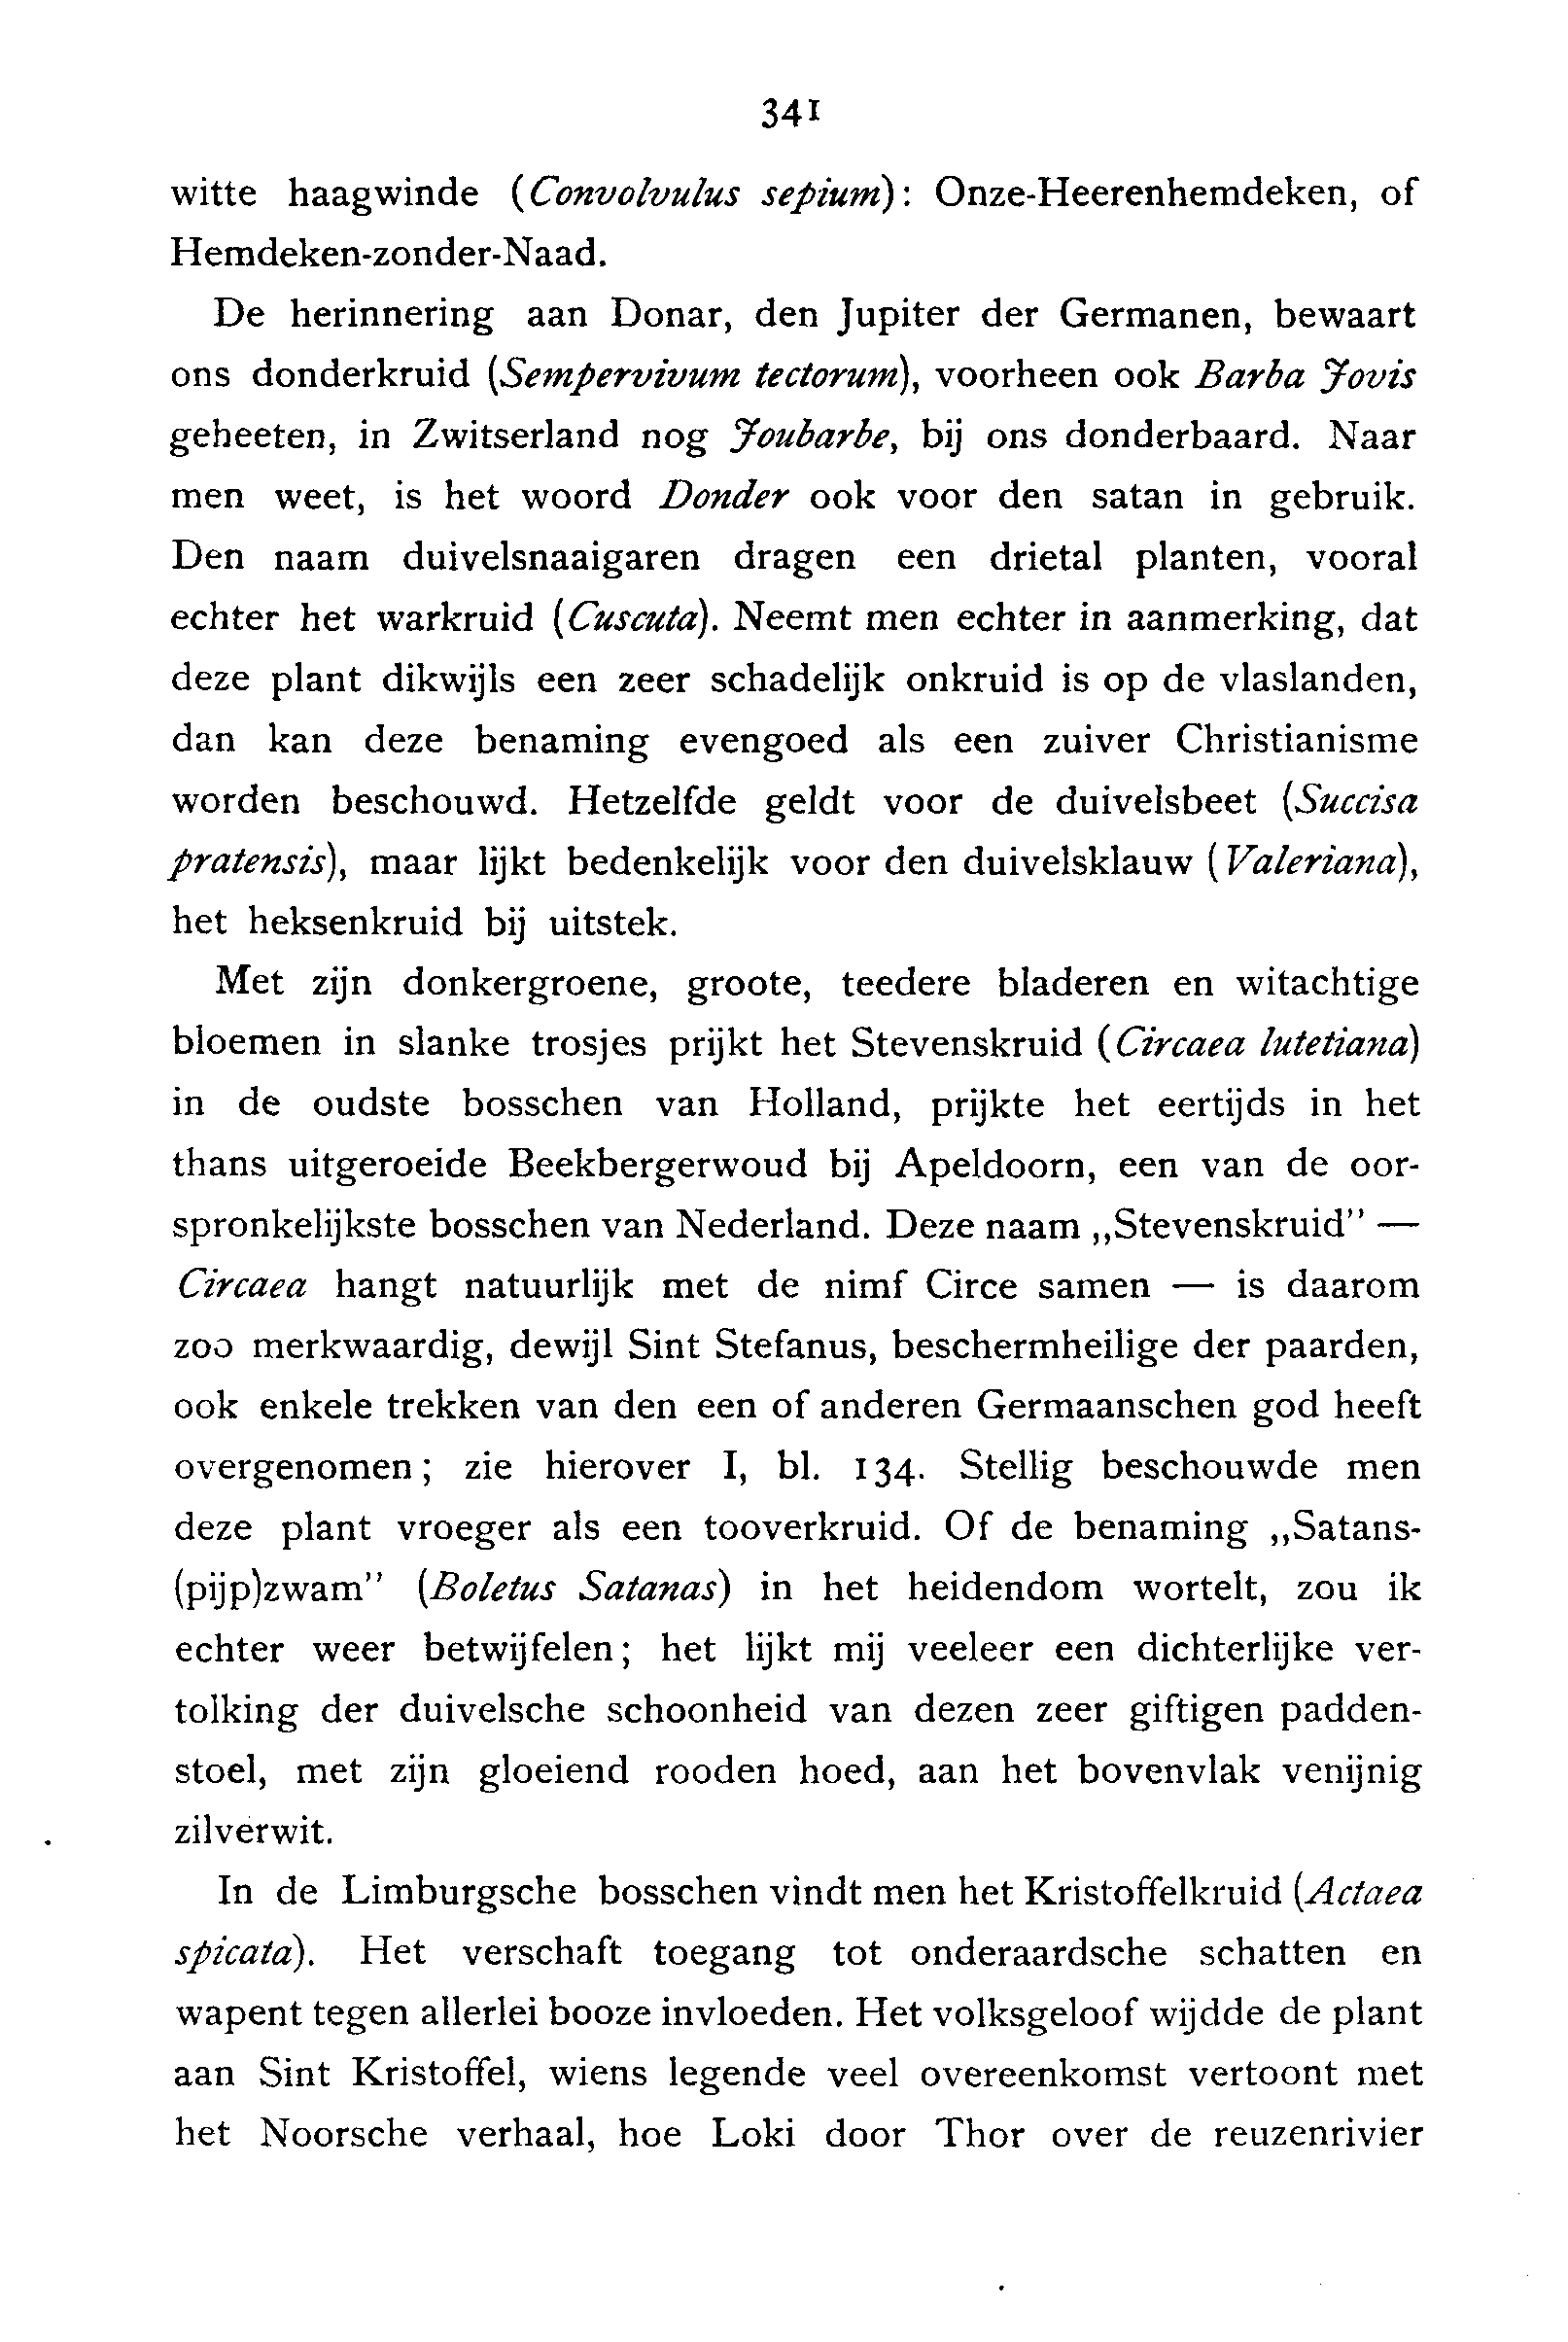 341
witte haagwinde (Convolvulus sepium): Onze-Heerenhemdeken, of
Hemdeken-zonder-Naad.
De herinnering aan Donar, den Jupiter der Germanen, bewaart
ons donderkruid (Sempervivum tectorum), voorheen ook Barba Jovis
geheeten, in Zwitserland nog Joubarbe, bij ons donderbaard. Naar
men weet, is het woord Donder ook voor den satan in gebruik.
Den naam duivelsnaaigaren dragen een drietal planten, vooral
echter het warkruid (Cuscuta). Neemt men echter in aanmerking, dat
deze plant dikwijls een zeer schadelijk onkruid is op de vlaslanden,
dan kan deze benaming evengoed als een zuiver Christianisme
worden beschouwd. Hetzelfde geldt voor de duivelsbeet (Succisa
pratensis), maar lijkt bedenkelijk voor den duivelsklauw (Valeriana),
het heksenkruid bij uitstek.
Met zijn donkergroene, groote, teedere bladeren en witachtige
bloemen in slanke trosjes prijkt het Stevenskruid (Circaea lutetiana)
in de oudste bosschen van Holland, prijkte het eertijds in het
thans uitgeroeide Beekbergerwoud bij Apeldoorn, een van de oor-
spronkelijkste bosschen van Nederland. Deze naam „Stevenskruid” —
Circaea hangt natuurlijk met de nimf Circe samen — is daarom
zoo merkwaardig, dewijl Sint Stefanus, beschermheilige der paarden,
ook enkele trekken van den een of anderen Germaanschen god heeft
overgenomen; zie hierover I, bl. 134. Stellig beschouwde men
deze plant vroeger als een tooverkruid. Of de benaming „Satans-
(pijp)zwam” (Boletus Satanas) in het heidendom wortelt, zou ik
echter weer betwijfelen; het lijkt mij veeleer een dichterlijke ver-
tolking der duivelsche schoonheid van dezen zeer giftigen padden-
stoel, met zijn gloeiend rooden hoed, aan het bovenvlak venijnig
zilverwit.
In de Limburgsche bosschen vindt men het Kristoffelkruid (Actaea
spicata). Het verschaft toegang tot onderaardsche schatten en
wapent tegen allerlei booze invloeden. Het volksgeloof wijdde de plant
aan Sint Kristoffel, wiens legende veel overeenkomst vertoont met
het Noorsche verhaal, hoe Loki door Thor over de reuzenrivier